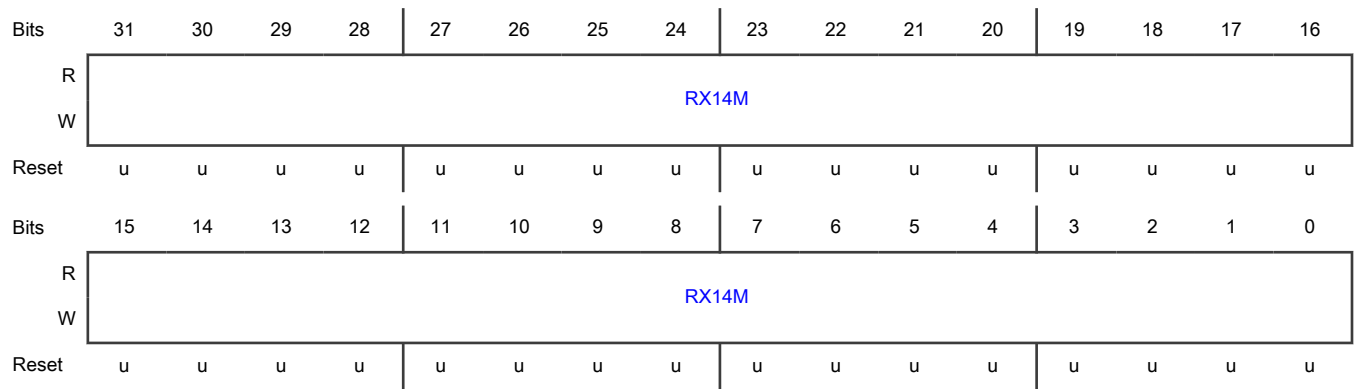 Bits 31 30 29 28 27 26 25 24 23 22 21 20 19 18 17 16
R
RX14M
W
Reset u u u u u u u u u u u u u u u u
Bits 15 14 13 12 11 10 9 8 7 6 5 4 3 2 1 0
R
RX14M
W
Reset u u u u u u u u u u u u u u u u